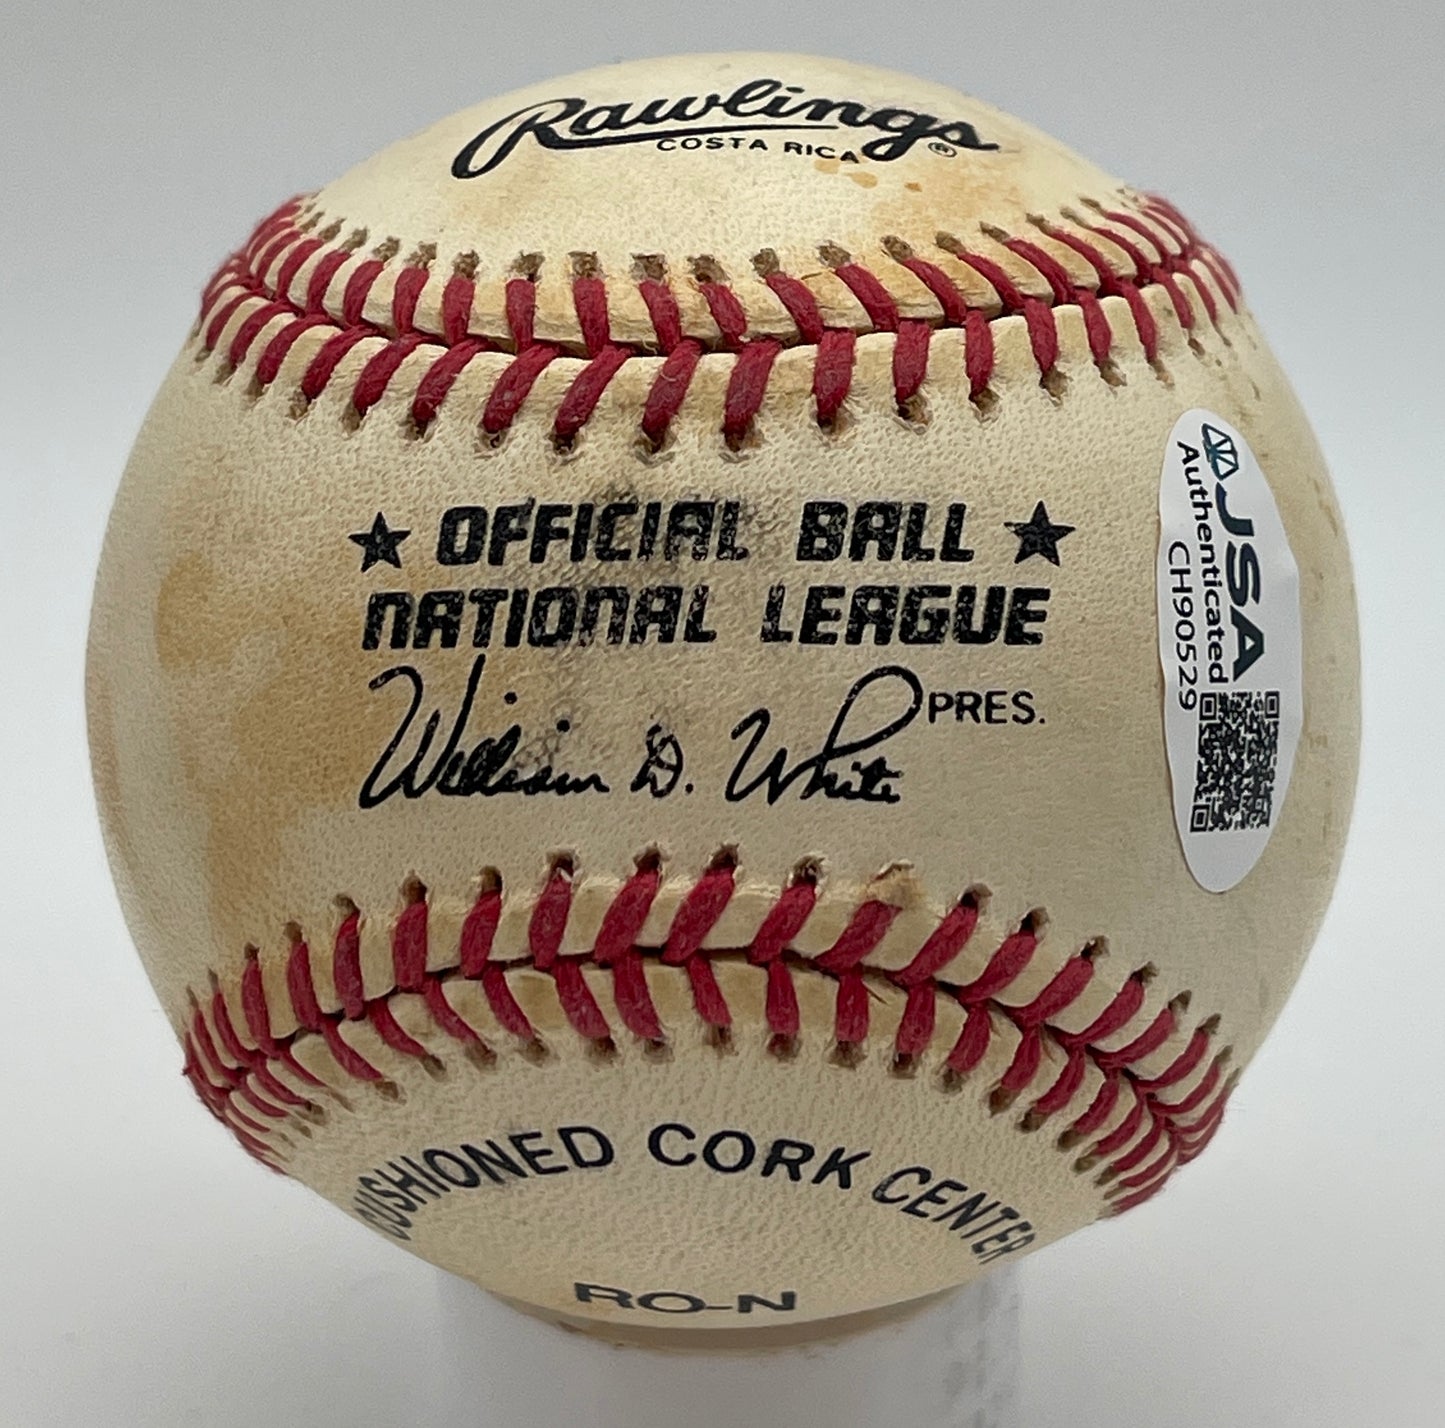 Rawlings®
COSTA RICA
★ OFFICIAL BALL ★
NATIONAL LEAGUE
William D. White PRES.
CUSHIONED CORK CENTER
RO-N
JSA
Authenticated
CH90529